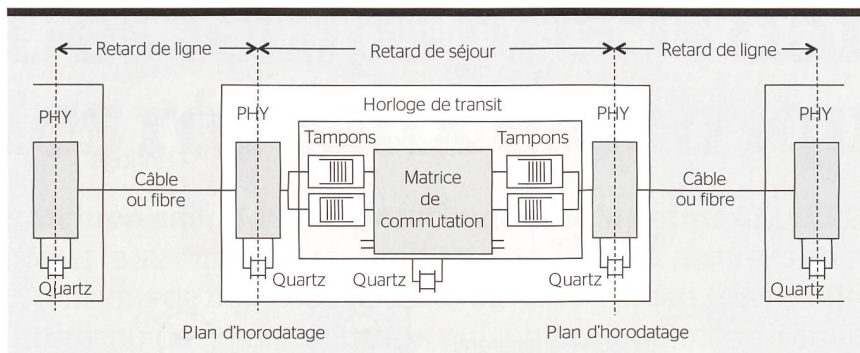 Retard de ligne
Retard de séjour
Retard de ligne
Horloge de transit
PHY
PHY
PHY
PHY
Tampons
Tampons
Matrice
de
commutation
Câble
ou fibre
Câble
ou fibre
Quartz
Quartz
Quartz
Quartz
Quartz
Plan d'horodatage
Plan d'horodatage